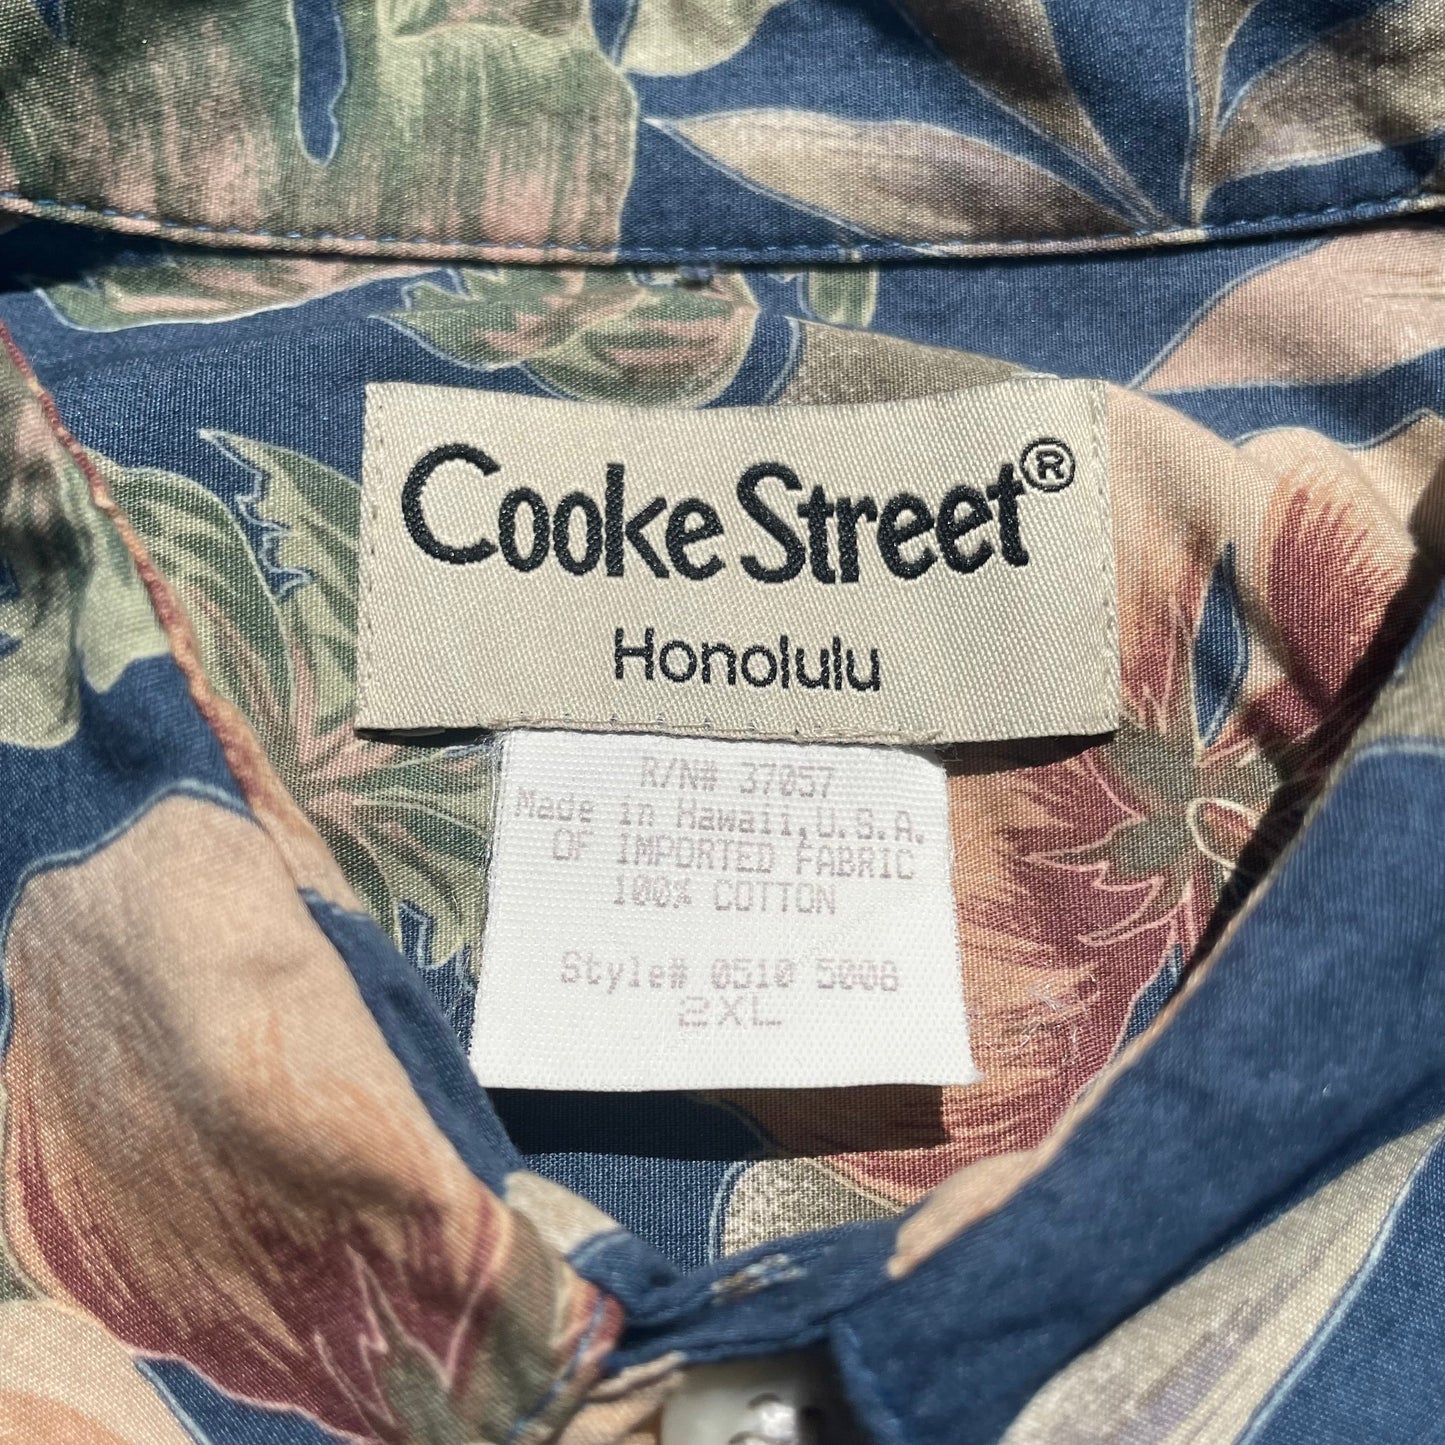 Cooke Street®
Honolulu
R/N# 37057
Made in Hawaii,U.S.A.
OF IMPORTED FABRIC
100% COTTON
Style# 0510 5008
2XL